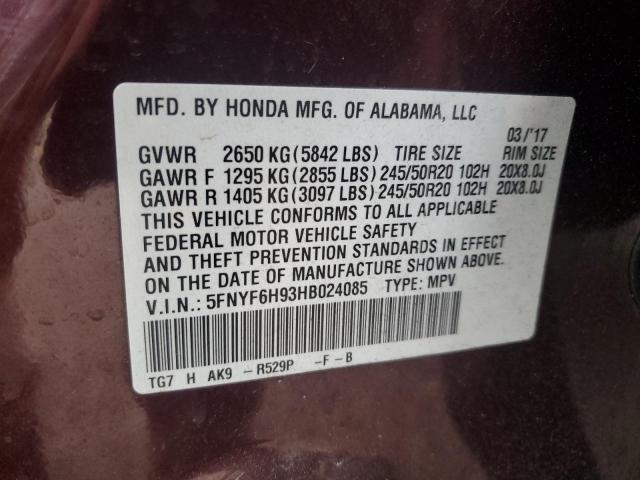 MFD. BY HONDA MFG. OF ALABAMA, LLC
03/'17
GVWR 2650 KG(5842 LBS) TIRE SIZE RIM SIZE
GAWR F 1295 KG(2855 LBS) 245/50R20 102H 20X8.0J
GAWR R 1405 KG(3097 LBS) 245/50R20 102H 20X8.0J
THIS VEHICLE CONFORMS TO ALL APPLICABLE
FEDERAL MOTOR VEHICLE SAFETY
AND THEFT PREVENTION STANDARDS IN EFFECT
ON THE DATE OF MANUFACTURE SHOWN ABOVE.
V.I.N.: 5FNYF6H93HB024085 TYPE: MPV
TG7 H AK9 -R529P -F-B